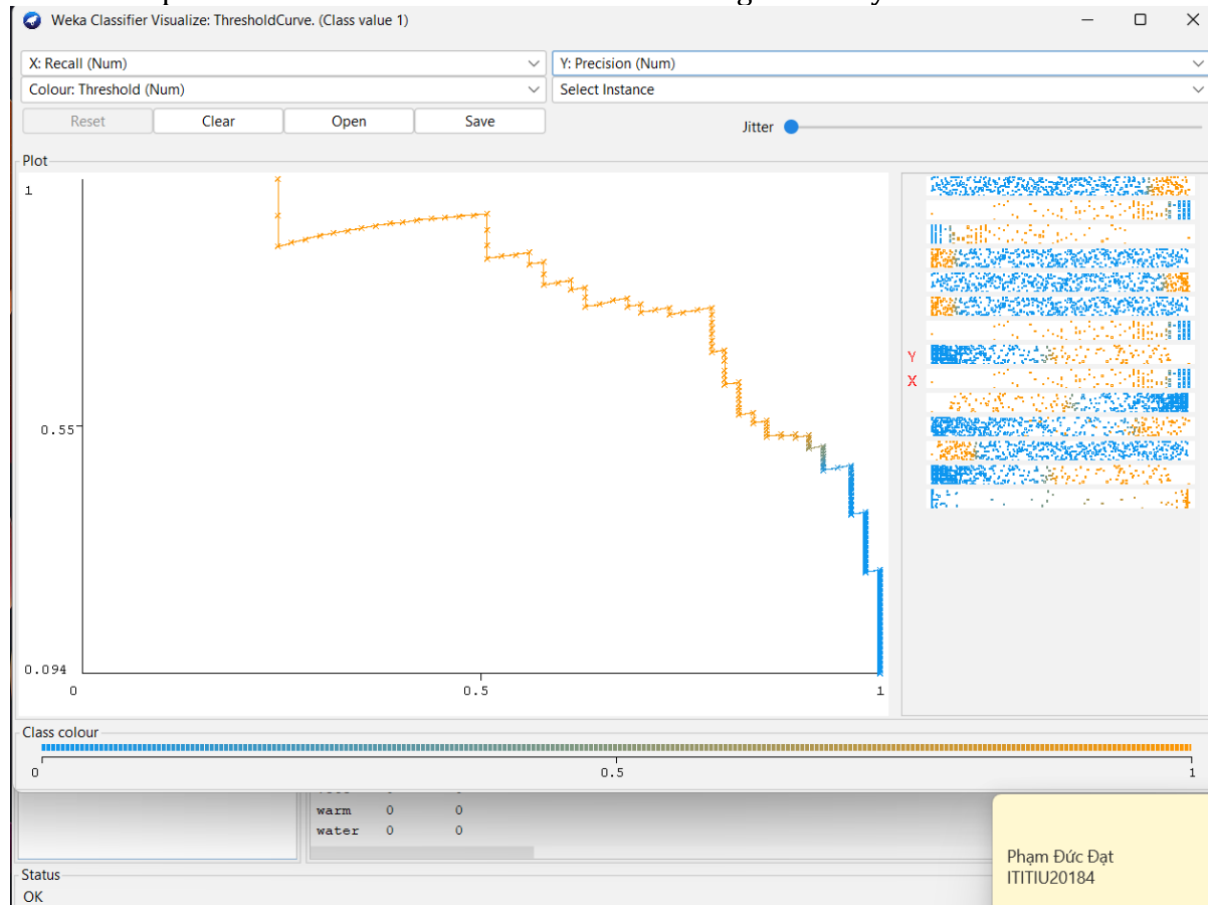 Weka Classifier Visualize: ThresholdCurve. (Class value 1)
X: Recall (Num)
Y: Precision (Num)
Colour: Threshold (Num)
Select Instance
Reset
Clear
Open
Save
Jitter
Plot
1
0.55
0.094
0
0.5
1
Y
X
Class colour
0
0.5
1
warm 0 0
water 0 0
Status
OK
Phạm Đức Đạt
ITITIU20184